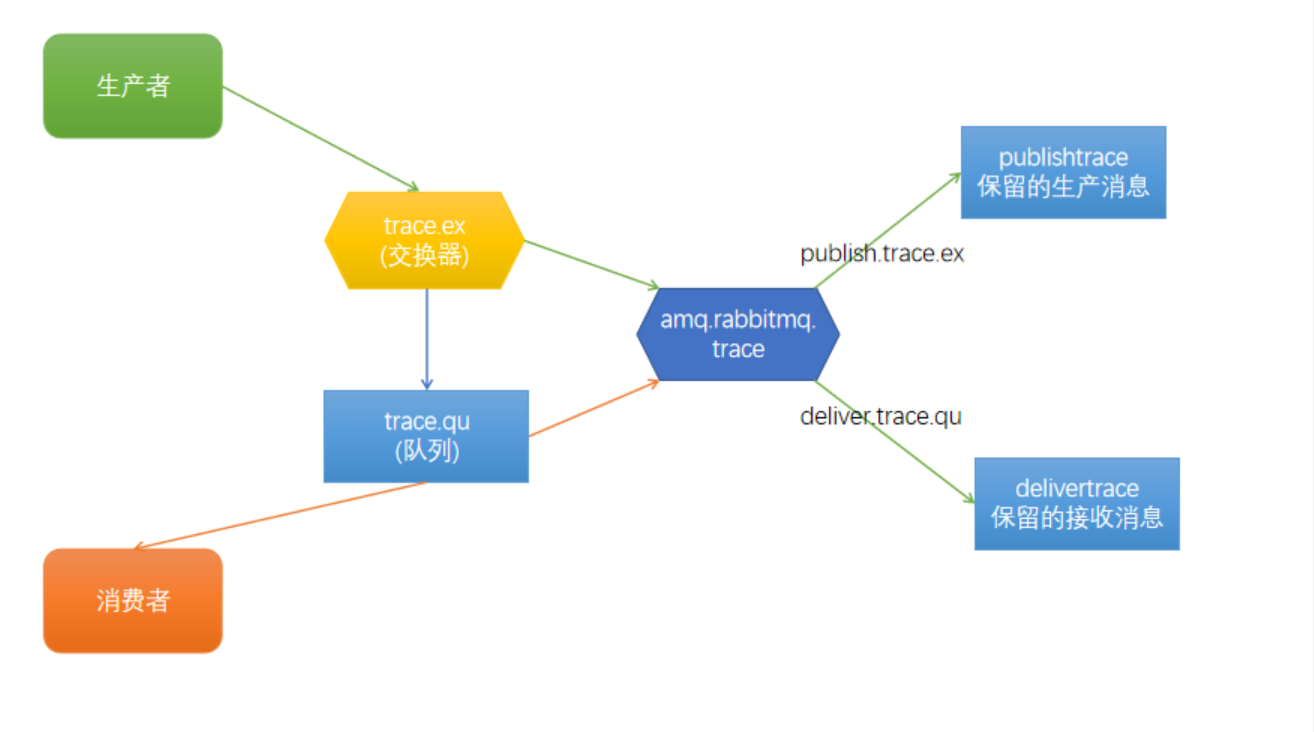 生产者
trace.ex
(交换器)
publishtrace
保留的生产消息
publish.trace.ex
amq.rabbitmq.
trace
trace.qu
(队列)
deliver.trace.qu
delivertrace
保留的接收消息
消费者